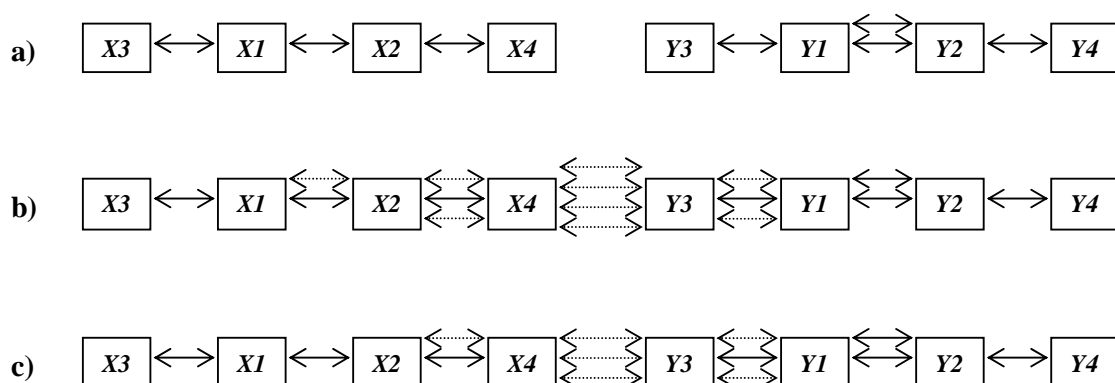 a) X3 X1 X2 X4 Y3 Y1 Y2 Y4
b) X3 X1 X2 X4 Y3 Y1 Y2 Y4
c) X3 X1 X2 X4 Y3 Y1 Y2 Y4